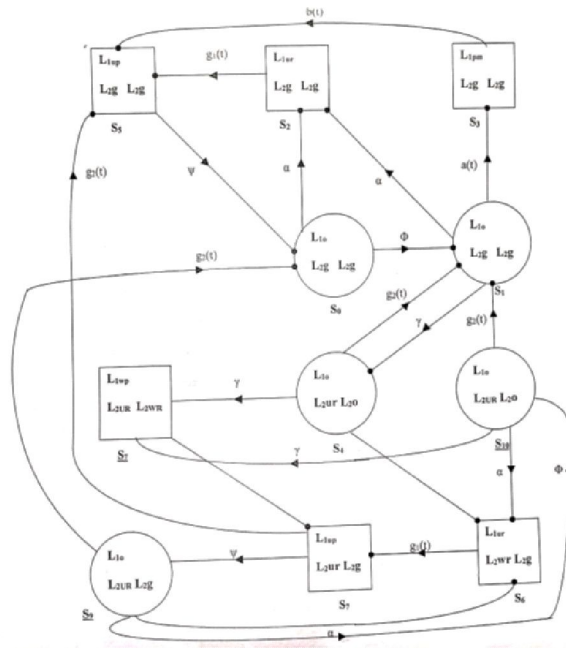 b(t)
L1up
L2g L2g
S5
g1(t)
L1ur
L2g L2g
S2
L1pm
L2g L2g
S3
g2(t)
ψ
α
α
a(t)
g2(t)
L1o
L2g L2g
S0
Φ
L1o
L2g L2g
S1
g2(t)
γ
g2(t)
L1wp
L2UR L2WR
S7
γ
L1o
L2ur L2o
S4
L1o
L2UR L2o
S10
γ
α
Φ
L1o
L2UR L2g
S9
ψ
L1up
L2ur L2g
S7
g1(t)
L1ur
L2wr L2g
S6
α